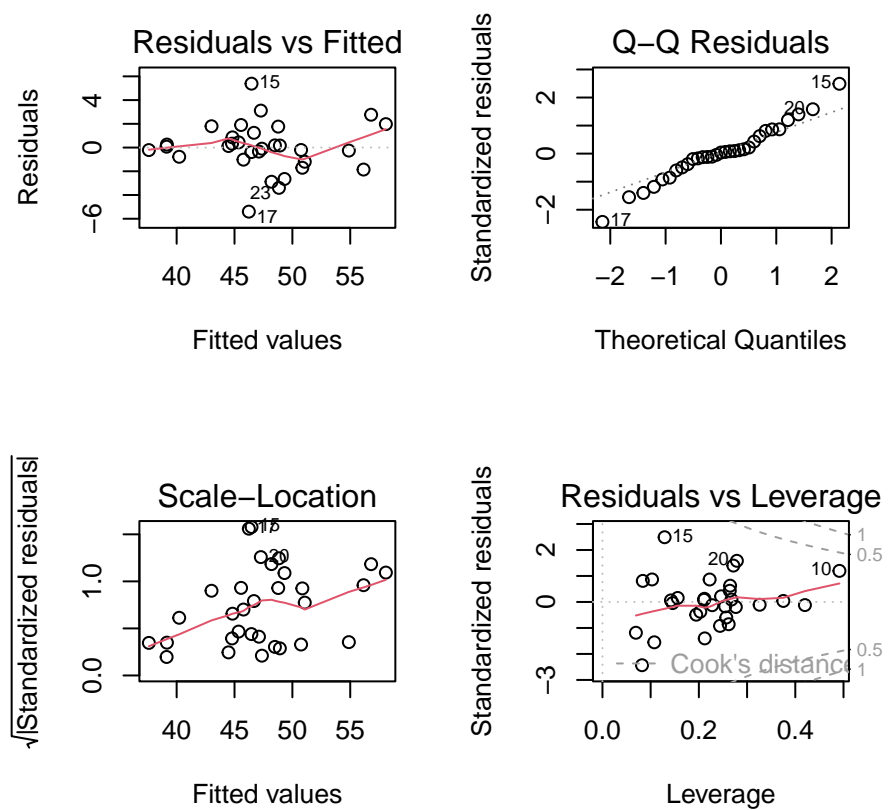 Residuals vs Fitted
Residuals
4
0
−6
15
23
17
40 45 50 55
Fitted values
Q−Q Residuals
Standardized residuals
2
0
−2
15
20
17
−2 −1 0 1 2
Theoretical Quantiles
Scale−Location
√|Standardized residuals|
1.0
0.0
15
40 45 50 55
Fitted values
Residuals vs Leverage
Standardized residuals
2
0
−3
15
20
10
1
0.5
0.5
1
Cook's distance
0.0 0.2 0.4
Leverage